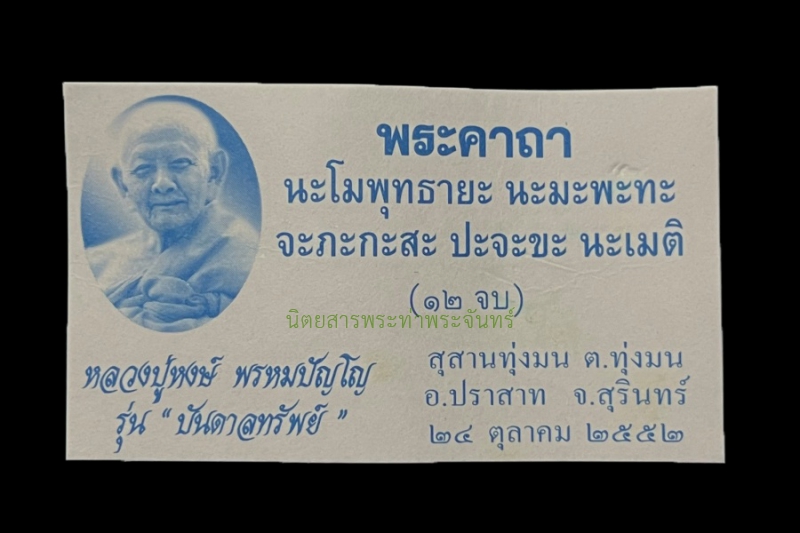 พระคาถา
นะโมพุทธายะ นะมะพะทะ
จะภะกะสะ ปะจะขะ นะเมติ
(๑๒ จบ)
นิตยสารพระท่าพระจันทร์
หลวงปู่หงษ์ พรหมปัญโญ
รุ่น " บันดาลทรัพย์ "
สุสานทุ่งมน ต.ทุ่งมน
อ.ปราสาท จ.สุรินทร์
๒๔ ตุลาคม ๒๕๕๒